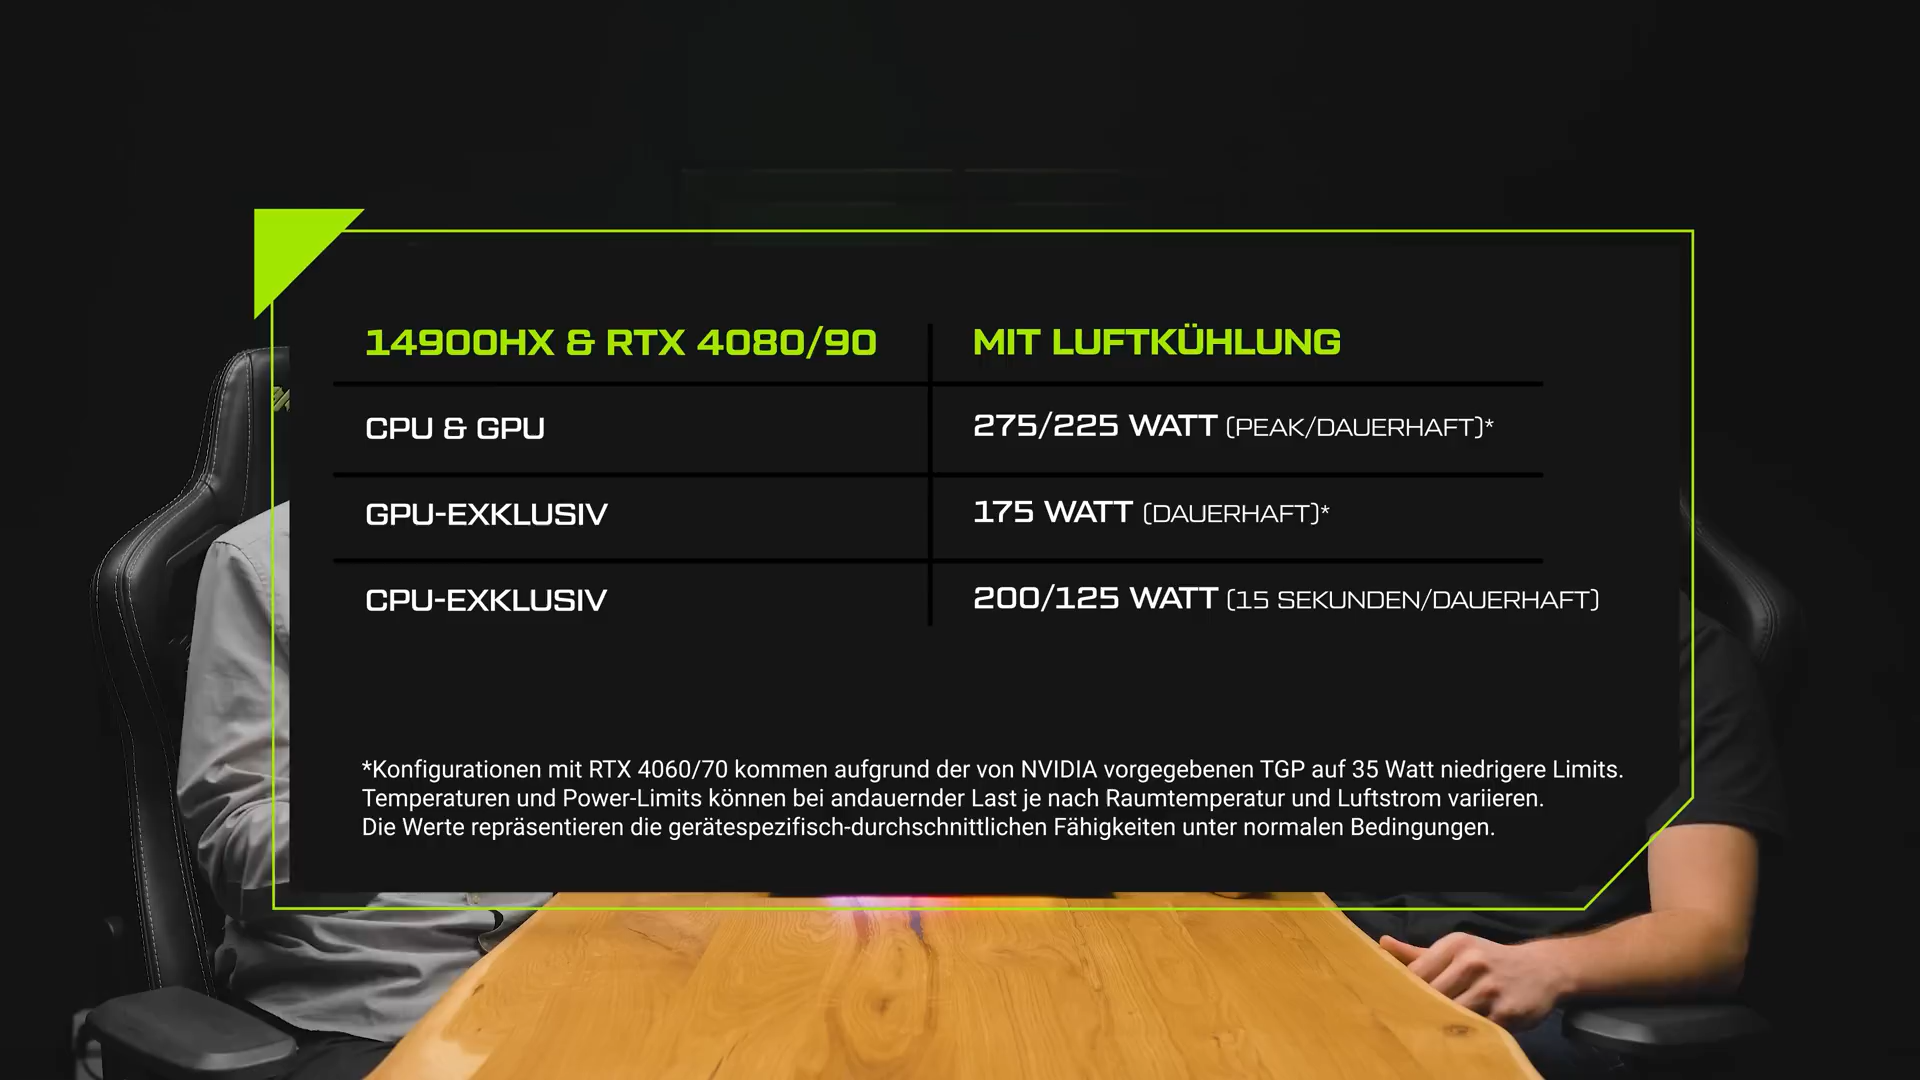 14900HX & RTX 4080/90 MIT LUFTKÜHLUNG
CPU & GPU 275/225 WATT (PEAK/DAUERHAFT)*
GPU-EXKLUSIV 175 WATT (DAUERHAFT)*
CPU-EXKLUSIV 200/125 WATT (15 SEKUNDEN/DAUERHAFT)
*Konfigurationen mit RTX 4060/70 kommen aufgrund der von NVIDIA vorgegebenen TGP auf 35 Watt niedrigere Limits.
Temperaturen und Power-Limits können bei andauernder Last je nach Raumtemperatur und Luftstrom variieren.
Die Werte repräsentieren die gerätespezifisch-durchschnittlichen Fähigkeiten unter normalen Bedingungen.